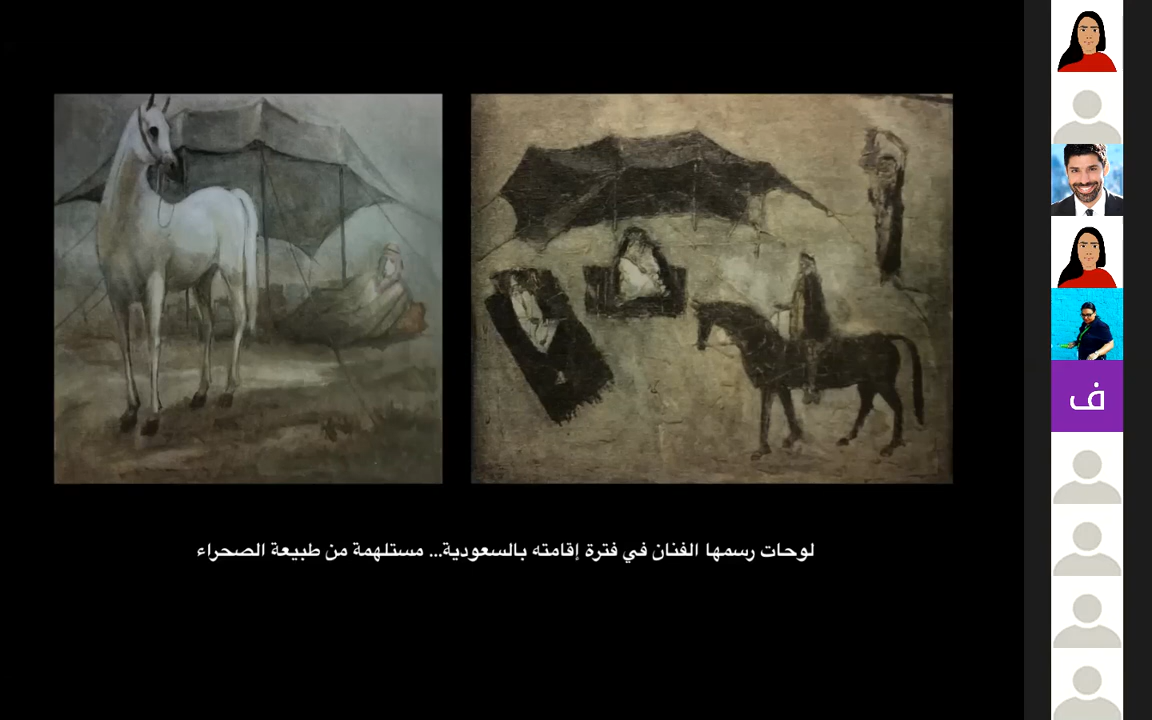 ف
لوحات رسمها الفنان في فترة إقامته بالسعودية... مستلهمة من طبيعة الصحراء